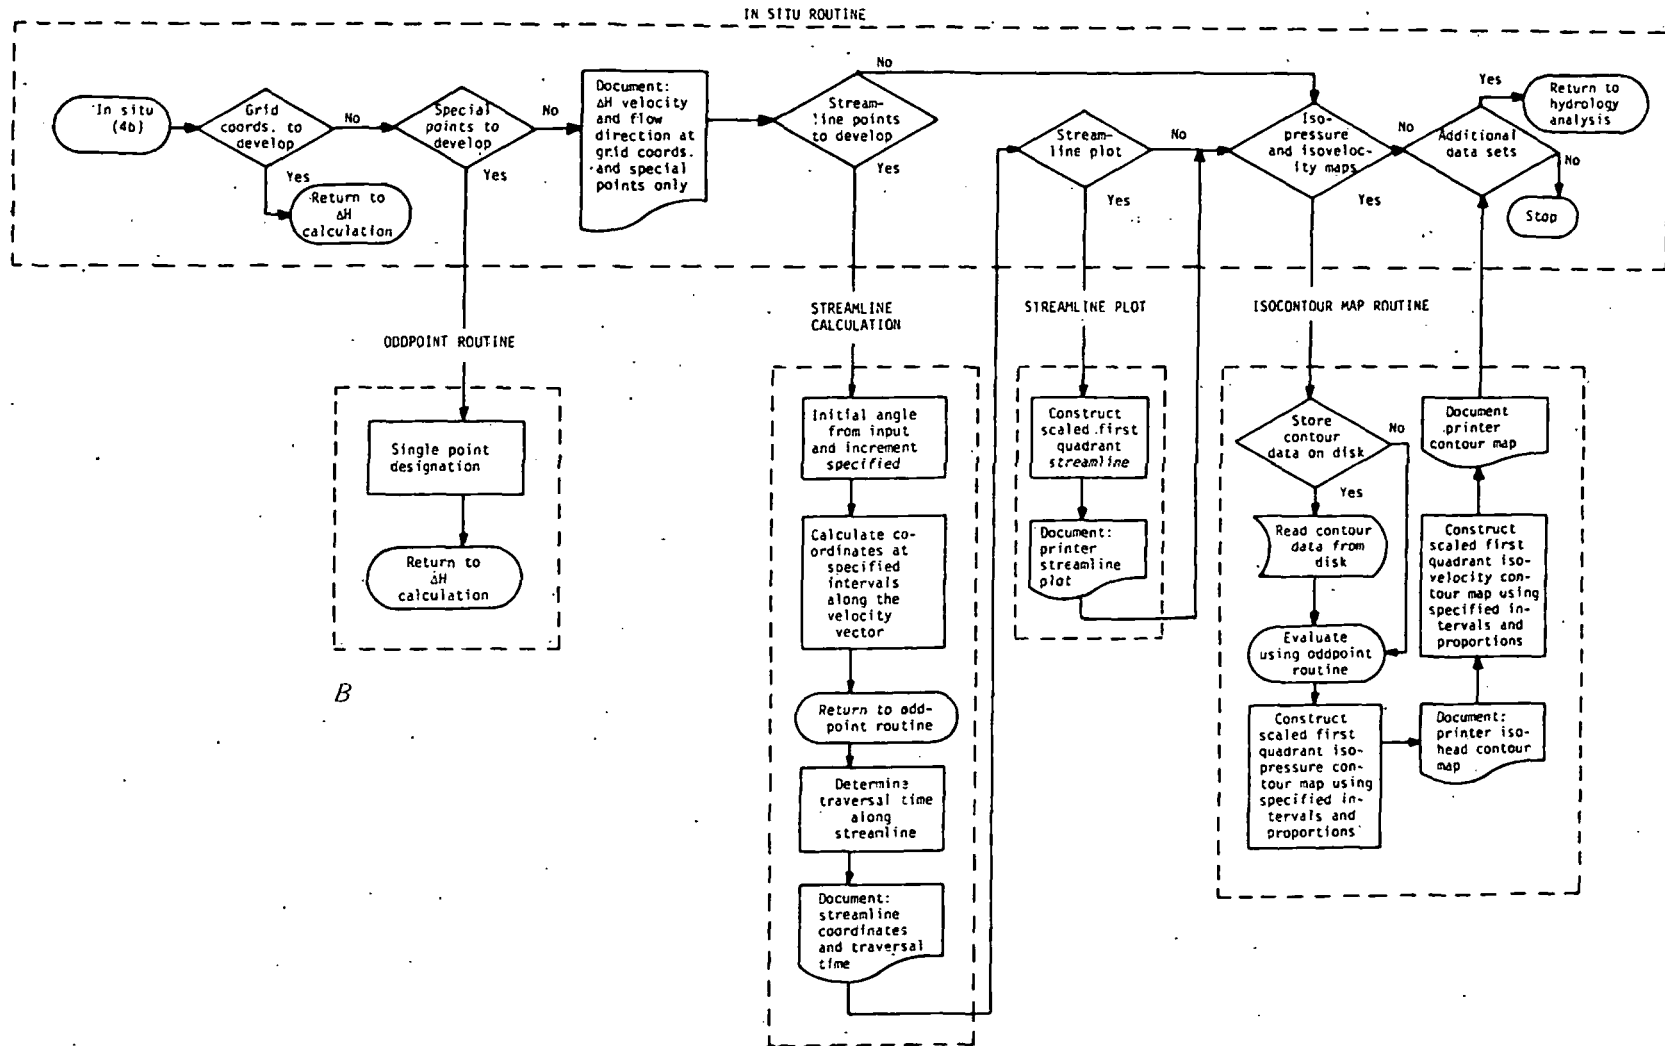 IN SITU ROUTINE
In situ
(4b)
Grid
coords. to
develop
No
Yes
Return to
ΔH
calculation
Special
points to
develop
No
Yes
Document:
ΔH velocity
and flow
direction at
grid coords.
and special
points only
Stream-
line points
to develop
No
Yes
Stream-
line plot
No
Yes
Iso-
pressure
and isoveloc-
ity maps
No
Yes
Additional
data sets
Yes
Return to
hydrology
analysis
No
Stop
ODDPOINT ROUTINE
Single point
designation
Return to
ΔH
calculation
B
STREAMLINE
CALCULATION
Initial angle
from input
and increment
specified
Calculate co-
ordinates at
specified
intervals
along the
velocity
vector
Return to odd-
point routine
Determine
traversal time
along
streamline
Document:
streamline
coordinates
and traversal
time
STREAMLINE PLOT
Construct
scaled first
quadrant
streamline
Document:
printer
streamline
plot
ISOCONTOUR MAP ROUTINE
Store
contour
data on disk
No
Yes
Read contour
data from
disk
Evaluate
using oddpoint
routine
Construct
scaled first
quadrant iso-
pressure con-
tour map using
specified in-
tervals and
proportions
Document:
printer iso-
head contour
map
Construct
scaled first
quadrant iso-
velocity con-
tour map using
specified in-
tervals and
proportions
Document
printer
contour map